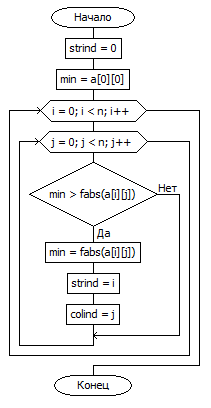 Начало
strind = 0
min = a[0][0]
i = 0; i < n; i++
j = 0; j < n; j++
min > fabs(a[i][j])
Нет
Да
min = fabs(a[i][j])
strind = i
colind = j
Конец